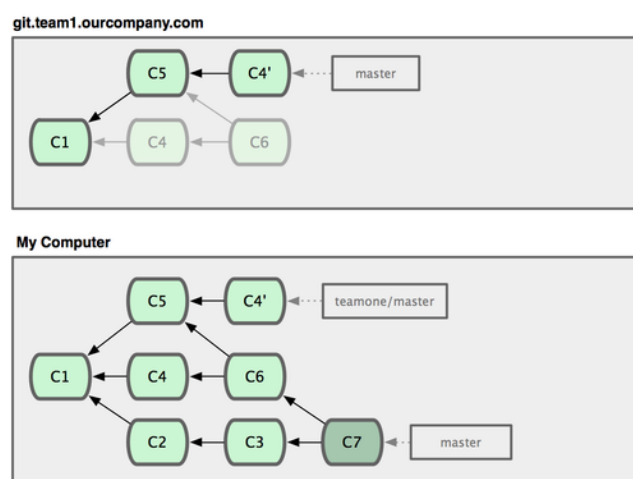 git.team1.ourcompany.com
C5 C4' master
C1 C4 C6
My Computer
C5 C4' teamone/master
C1 C4 C6
C2 C3 C7 master